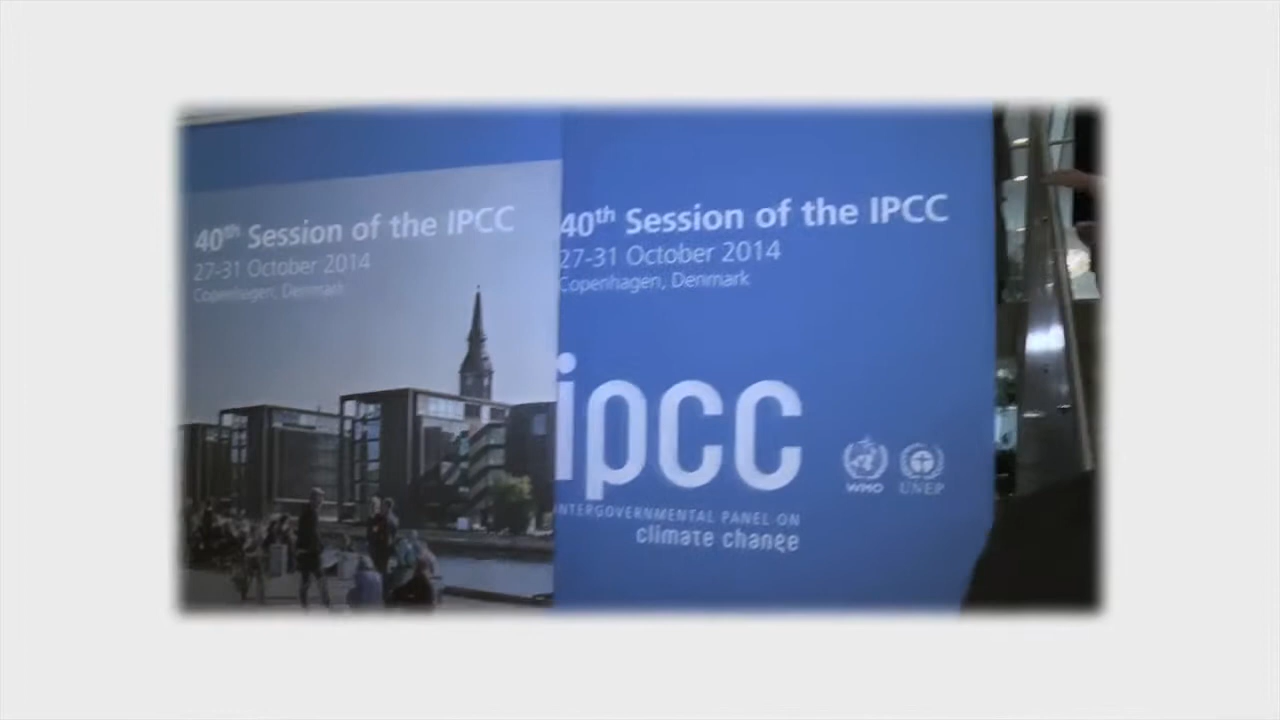 40th Session of the IPCC
27-31 October 2014
Copenhagen, Denmark
40th Session of the IPCC
27-31 October 2014
Copenhagen, Denmark
ipcc
INTERGOVERNMENTAL PANEL ON
climate change
WMO
UNEP